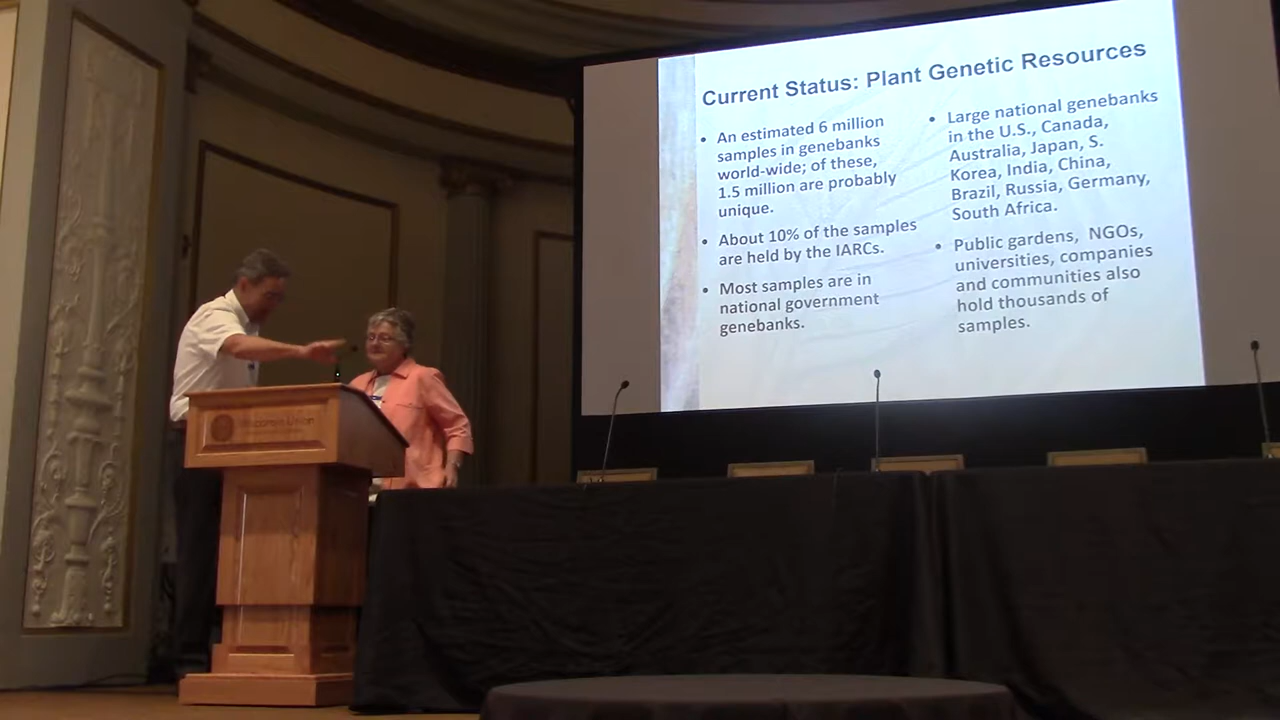 Current Status: Plant Genetic Resources
• An estimated 6 million
samples in genebanks
world-wide; of these,
1.5 million are probably
unique.
• About 10% of the samples
are held by the IARCs.
• Most samples are in
national government
genebanks.
• Large national genebanks
in the U.S., Canada,
Australia, Japan, S.
Korea, India, China,
Brazil, Russia, Germany,
South Africa.
• Public gardens, NGOs,
universities, companies
and communities also
hold thousands of
samples.
Wisconsin Union